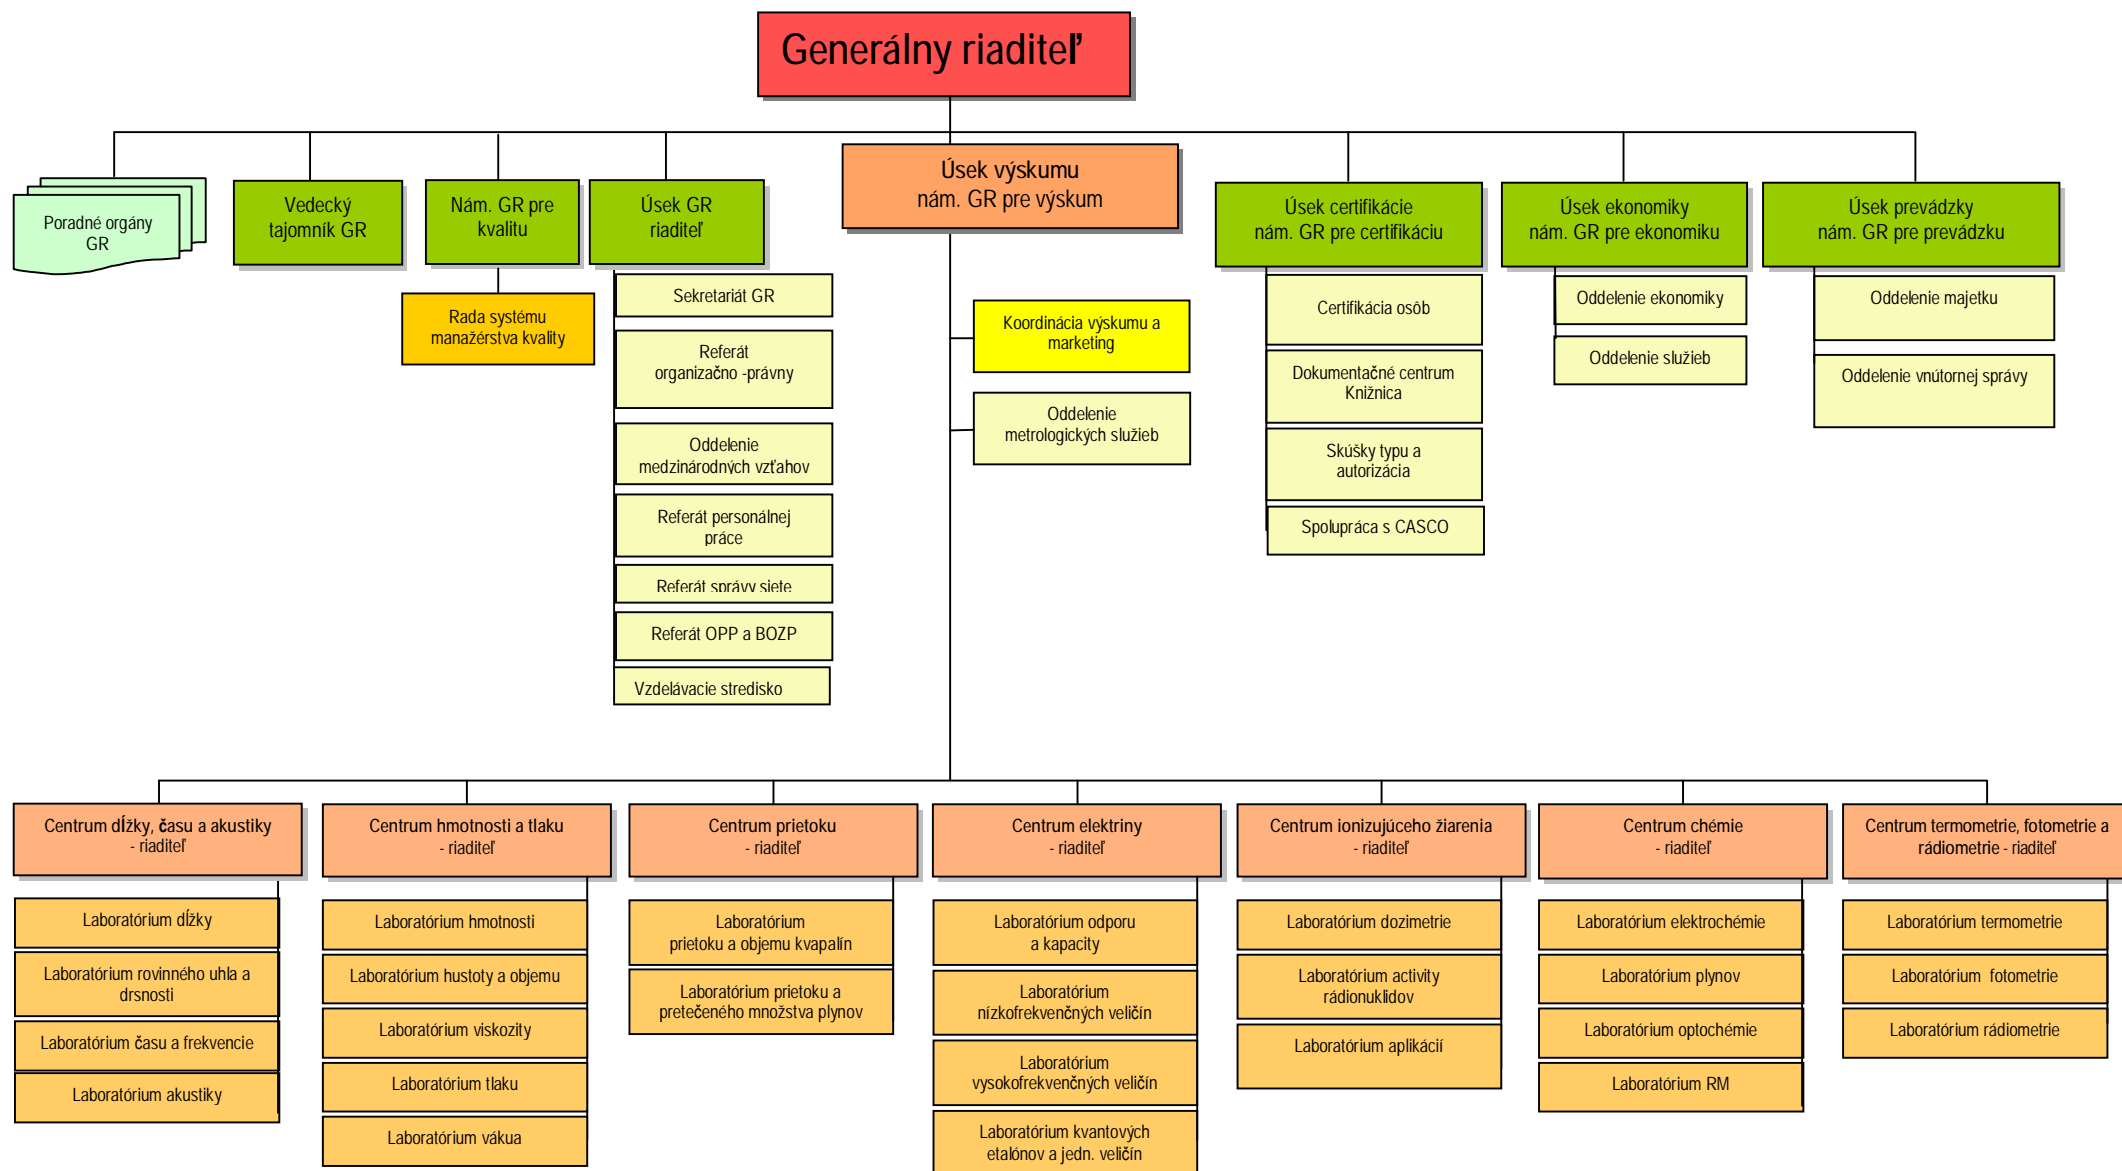 Generálny riaditeľ
Poradné orgány
GR
Vedecký
tajomník GR
Nám. GR pre
kvalitu
Rada systému
manažérstva kvality
Úsek GR
riaditeľ
Sekretariát GR
Referát
organizačno -právny
Oddelenie
medzinárodných vzťahov
Referát personálnej
práce
Referát správy siete
Referát OPP a BOZP
Vzdelávacie stredisko
Úsek výskumu
nám. GR pre výskum
Koordinácia výskumu a
marketing
Oddelenie
metrologických služieb
Úsek certifikácie
nám. GR pre certifikáciu
Certifikácia osôb
Dokumentačné centrum
Knižnica
Skúšky typu a
autorizácia
Spolupráca s CASCO
Úsek ekonomiky
nám. GR pre ekonomiku
Oddelenie ekonomiky
Oddelenie služieb
Úsek prevádzky
nám. GR pre prevádzku
Oddelenie majetku
Oddelenie vnútornej správy
Centrum dĺžky, času a akustiky
- riaditeľ
Laboratórium dĺžky
Laboratórium rovinného uhla a
drsnosti
Laboratórium času a frekvencie
Laboratórium akustiky
Centrum hmotnosti a tlaku
- riaditeľ
Laboratórium hmotnosti
Laboratórium hustoty a objemu
Laboratórium viskozity
Laboratórium tlaku
Laboratórium vákua
Centrum prietoku
- riaditeľ
Laboratórium
prietoku a objemu kvapalín
Laboratórium prietoku a
pretečeného množstva plynov
Centrum elektriny
- riaditeľ
Laboratórium odporu
a kapacity
Laboratórium
nízkofrekvenčných veličín
Laboratórium
vysokofrekvenčných veličín
Laboratórium kvantových
etalónov a jedn. veličín
Centrum ionizujúceho žiarenia
- riaditeľ
Laboratórium dozimetrie
Laboratórium activity
rádionuklidov
Laboratórium aplikácií
Centrum chémie
- riaditeľ
Laboratórium elektrochémie
Laboratórium plynov
Laboratórium optochémie
Laboratórium RM
Centrum termometrie, fotometrie a
rádiometrie - riaditeľ
Laboratórium termometrie
Laboratórium  fotometrie
Laboratórium rádiometrie